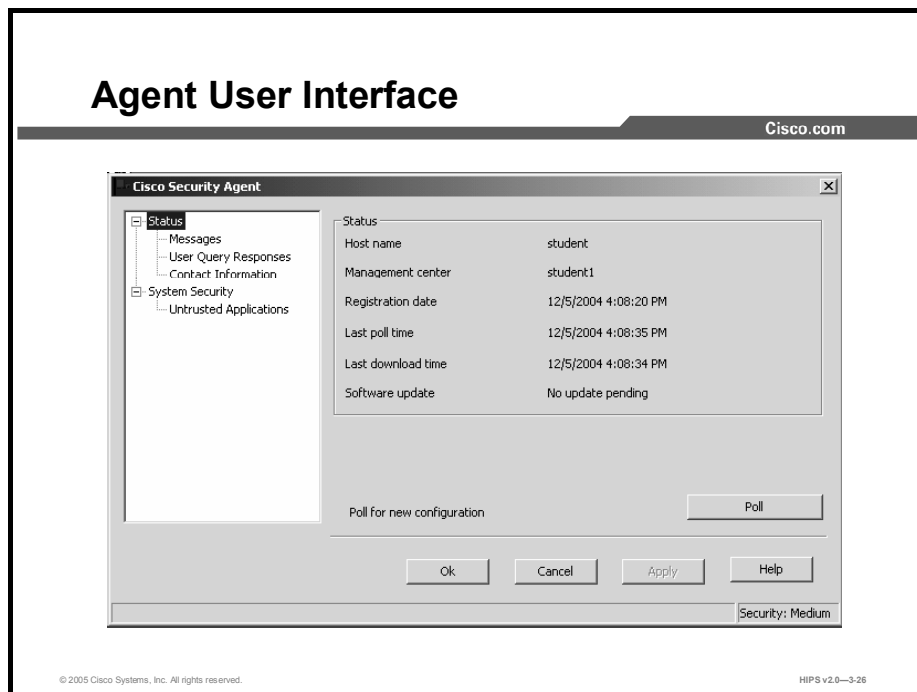 Agent User Interface
Cisco.com
Cisco Security Agent
Status
Messages
User Query Responses
Contact Information
System Security
Untrusted Applications
Status
Host name student
Management center student1
Registration date 12/5/2004 4:08:20 PM
Last poll time 12/5/2004 4:08:35 PM
Last download time 12/5/2004 4:08:34 PM
Software update No update pending
Poll for new configuration Poll
Ok Cancel Apply Help
Security: Medium
© 2005 Cisco Systems, Inc. All rights reserved. HIPS v2.0—3-26